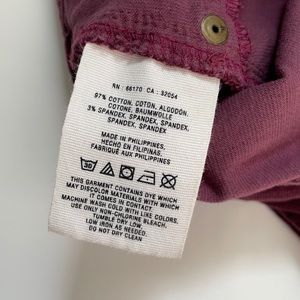 RN : 66170 CA : 32054
97% COTTON, COTON, ALGODÓN,
COTONE, BAUMWOLLE
3% SPANDEX, SPANDEX, SPANDEX,
SPANDEX, SPANDEX
MADE IN PHILIPPINES,
HECHO EN FILIPINAS,
FABRIQUÉ AUX PHILIPPINES
30
THIS GARMENT CONTAINS DYE WHICH
MAY DISCOLOR MATERIALS WITH WHICH
IT COMES IN CONTACT.
MACHINE WASH COLD WITH LIKE COLORS,
USE ONLY NON-CHLORINE BLEACH.
TUMBLE DRY LOW
LOW IRON AS NEEDED.
DO NOT DRY CLEAN